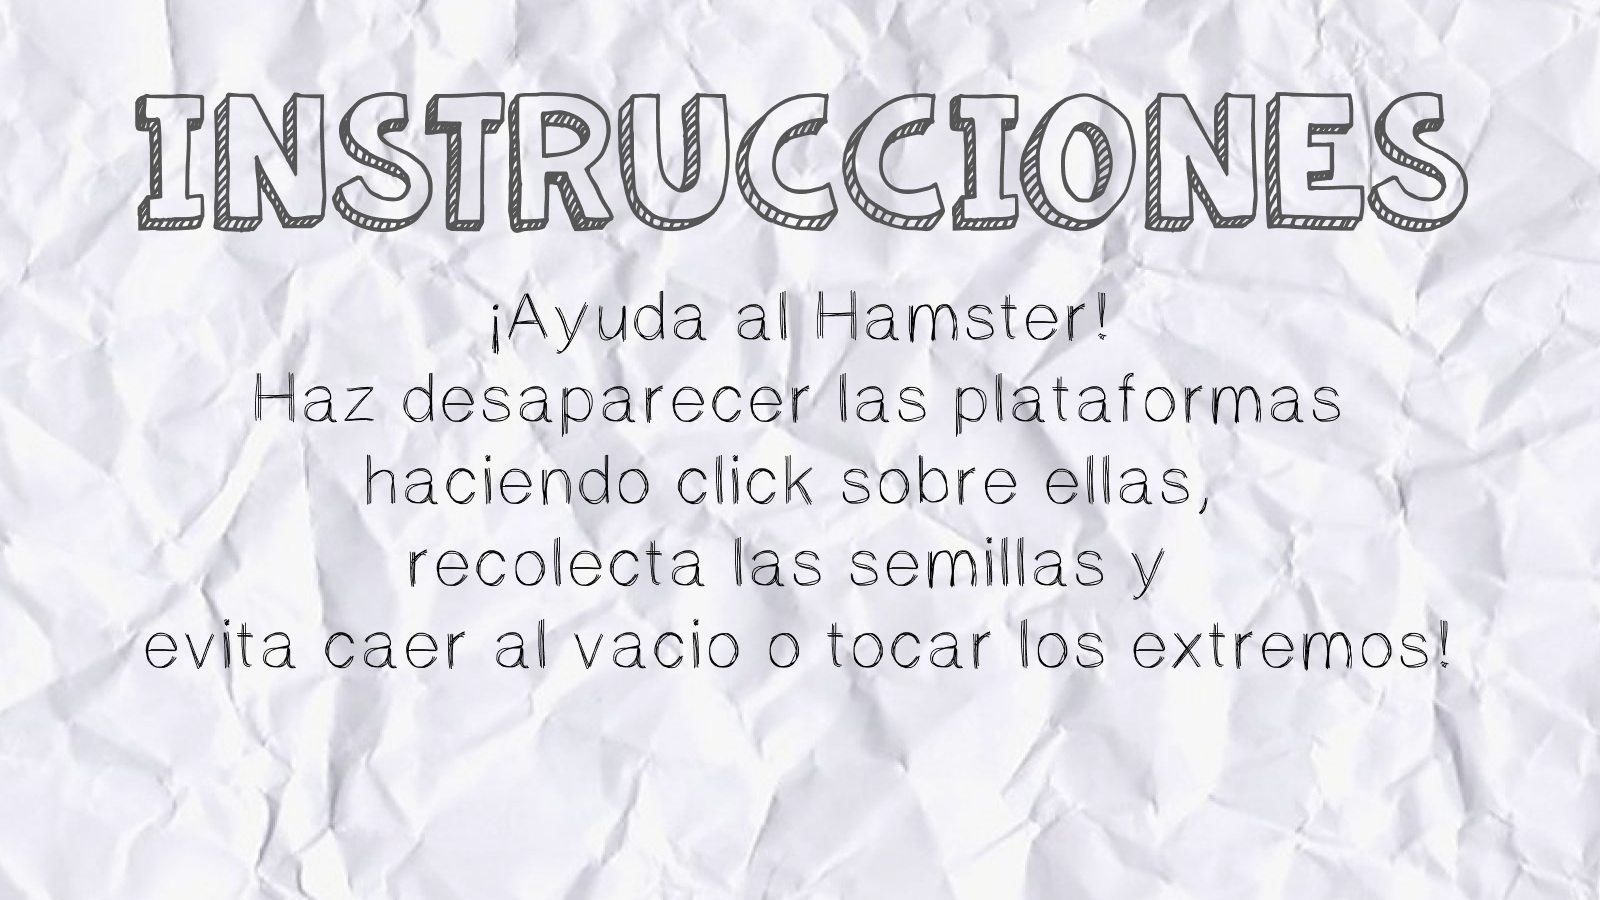 INSTRUCCIONES
¡Ayuda al Hamster!
Haz desaparecer las plataformas
haciendo click sobre ellas,
recolecta las semillas y
evita caer al vacio o tocar los extremos!